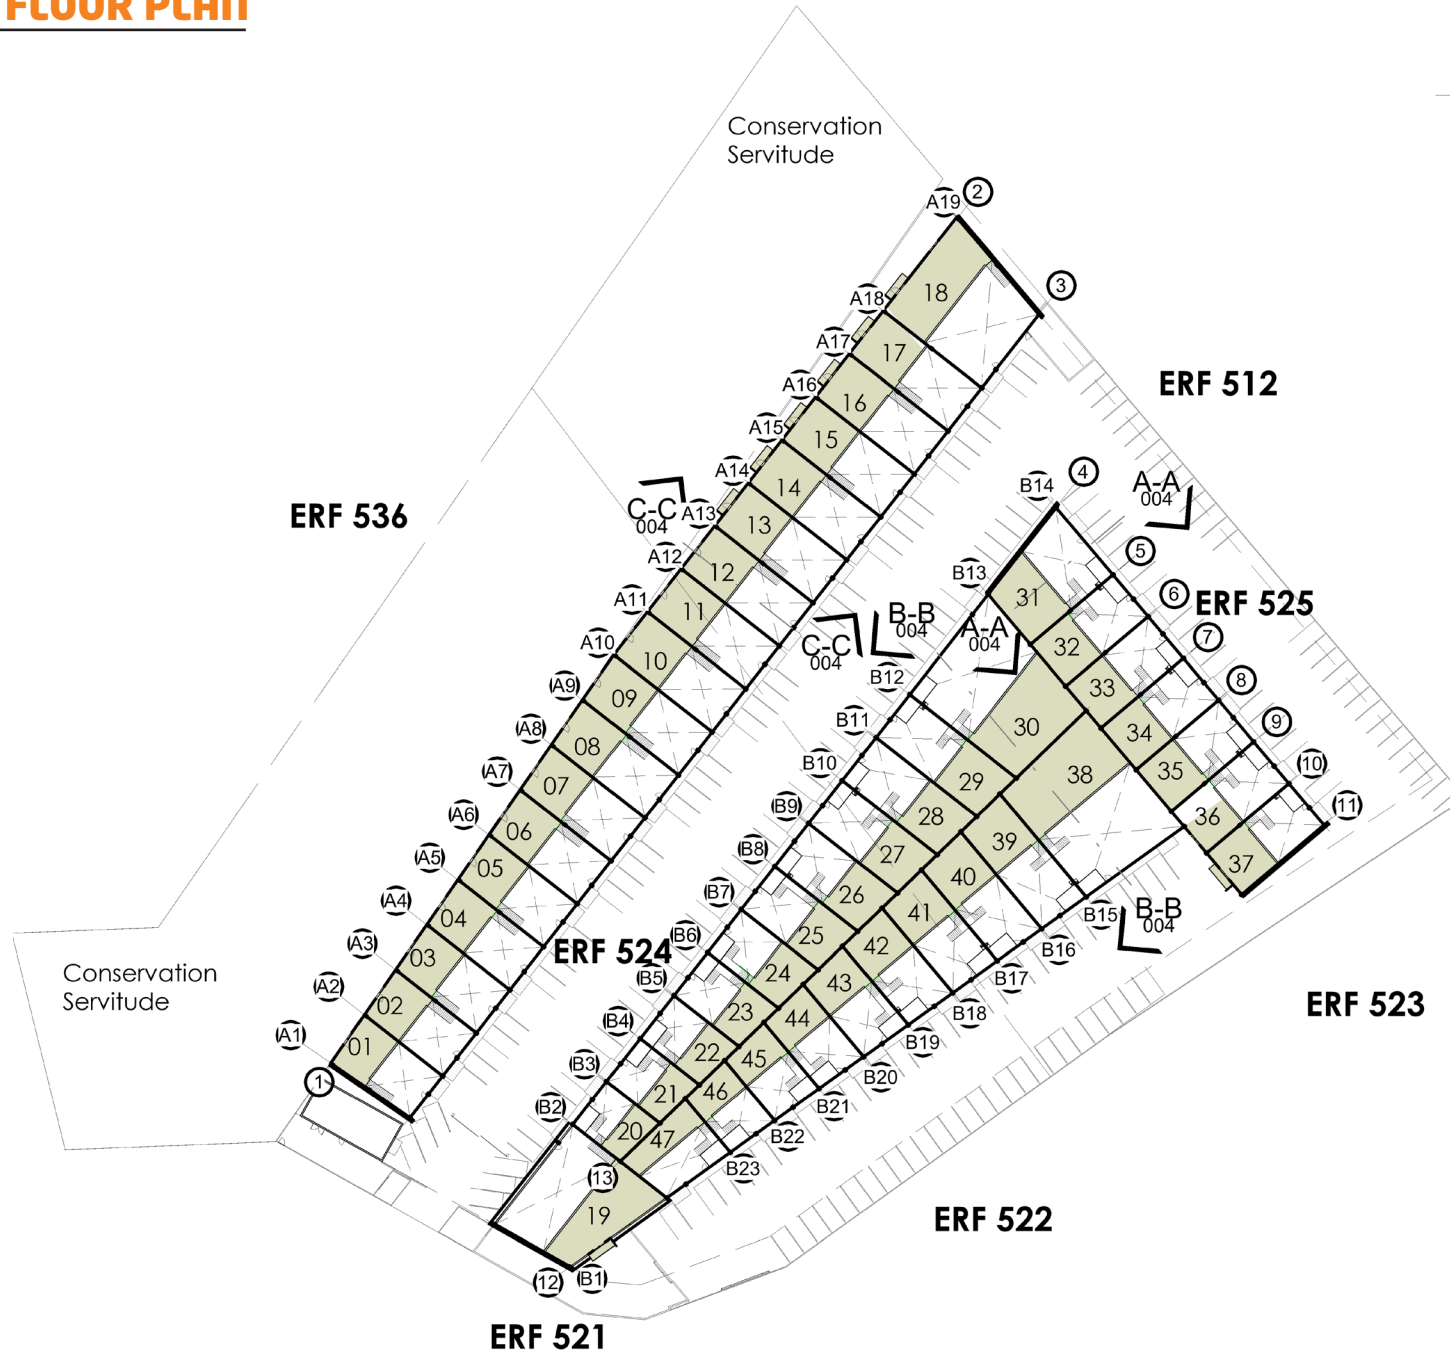 FLOOR PLAN
Conservation
Servitude
A19
2
3
A18
18
A17
17
A16
16
A15
15
A14
14
A13
13
A12
12
A11
11
A10
10
A9
09
A8
08
A7
07
A6
06
A5
05
A4
04
A3
03
A2
02
A1
01
1
ERF 512
ERF 536
C-C
004
Conservation
Servitude
ERF 524
C-C
004
B-B
004
A-A
004
A-A
004
B14
4
5
6
ERF 525
7
8
9
10
11
B13
31
32
33
34
35
36
37
B12
30
B11
29
B10
28
B9
27
B8
26
B7
25
B6
24
B5
23
B4
22
B3
21
B2
20
38
39
40
41
42
43
44
45
46
47
B15
B-B
004
B16
B17
B18
B19
B20
B21
B22
B23
13
19
12
B1
ERF 523
ERF 522
ERF 521